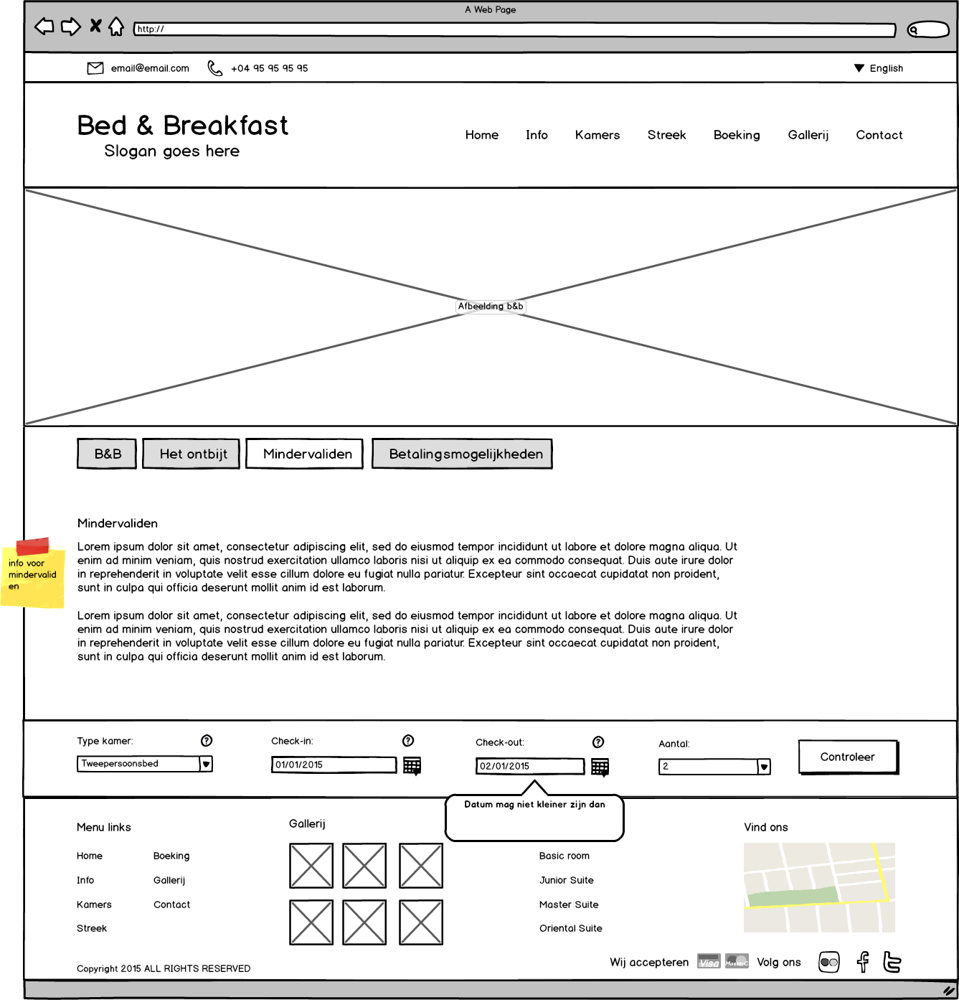 A Web Page
http://
email@email.com
+04 95 95 95 95
English
Bed & Breakfast
Slogan goes here
Home Info Kamers Streek Boeking Gallerij Contact
Afbeelding b&b
B&B Het ontbijt Mindervaliden Betalingsmogelijkheden
Mindervaliden
Lorem ipsum dolor sit amet, consectetur adipiscing elit, sed do eiusmod tempor incididunt ut labore et dolore magna aliqua. Ut
enim ad minim veniam, quis nostrud exercitation ullamco laboris nisi ut aliquip ex ea commodo consequat. Duis aute irure dolor
in reprehenderit in voluptate velit esse cillum dolore eu fugiat nulla pariatur. Excepteur sint occaecat cupidatat non proident,
sunt in culpa qui officia deserunt mollit anim id est laborum.
info voor
mindervalid
en
Lorem ipsum dolor sit amet, consectetur adipiscing elit, sed do eiusmod tempor incididunt ut labore et dolore magna aliqua. Ut
enim ad minim veniam, quis nostrud exercitation ullamco laboris nisi ut aliquip ex ea commodo consequat. Duis aute irure dolor
in reprehenderit in voluptate velit esse cillum dolore eu fugiat nulla pariatur. Excepteur sint occaecat cupidatat non proident,
sunt in culpa qui officia deserunt mollit anim id est laborum.
Type kamer: ?
Tweepersoonsbed
Check-in: ?
01/01/2015
Check-out: ?
02/01/2015
Aantal:
2
Controleer
Datum mag niet kleiner zijn dan
Menu links
Home
Info
Kamers
Streek
Boeking
Gallerij
Contact
Gallerij
Basic room
Junior Suite
Master Suite
Oriental Suite
Vind ons
Copyright 2015 ALL RIGHTS RESERVED
Wij accepteren Visa MasterC Volg ons